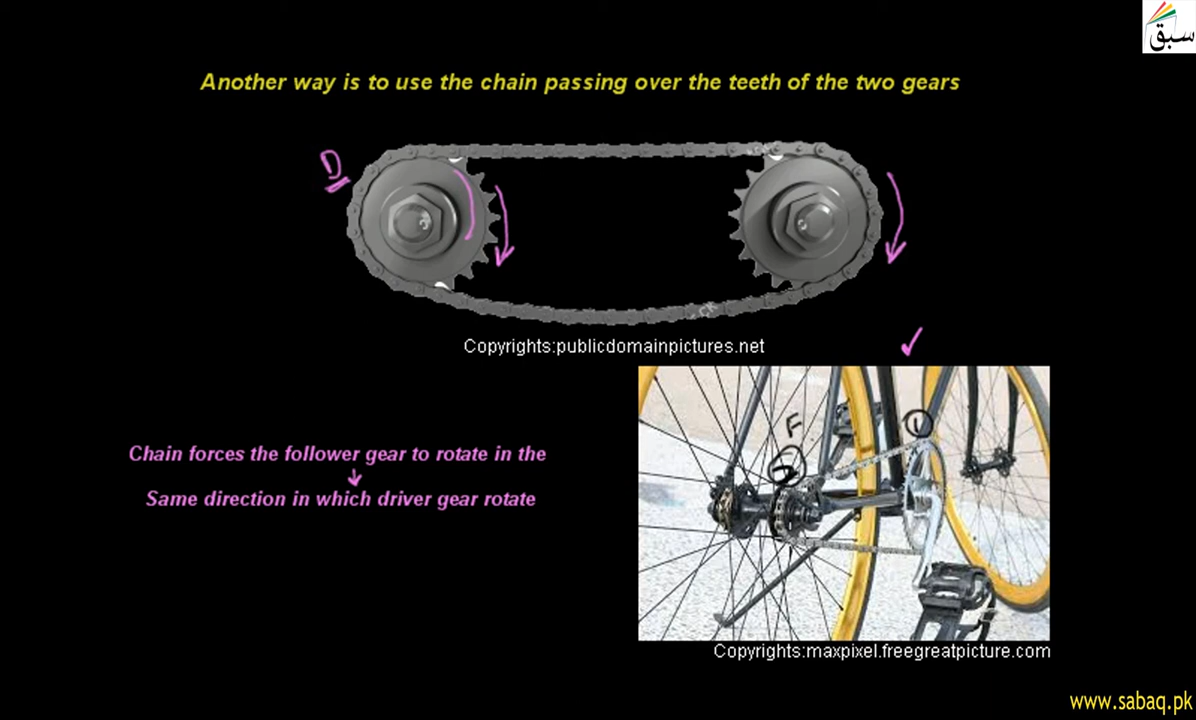 سبق
Another way is to use the chain passing over the teeth of the two gears
D
Copyrights:publicdomainpictures.net
F
Chain forces the follower gear to rotate in the
Same direction in which driver gear rotate
Copyrights:maxpixel.freegreatpicture.com
www.sabaq.pk